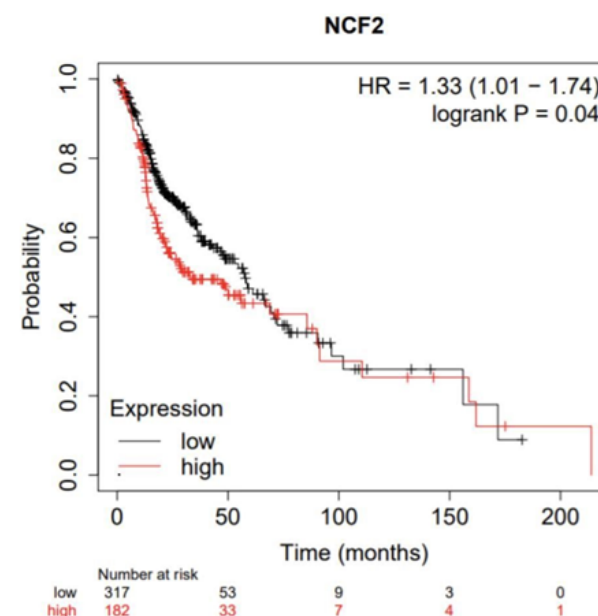 NCF2
HR = 1.33 (1.01 − 1.74)
logrank P = 0.04
Probability
1.0
0.8
0.6
0.4
0.2
0.0
Expression
low
high
0 50 100 150 200
Time (months)
Number at risk
low 317 53 9 3 0
high 182 33 7 4 1